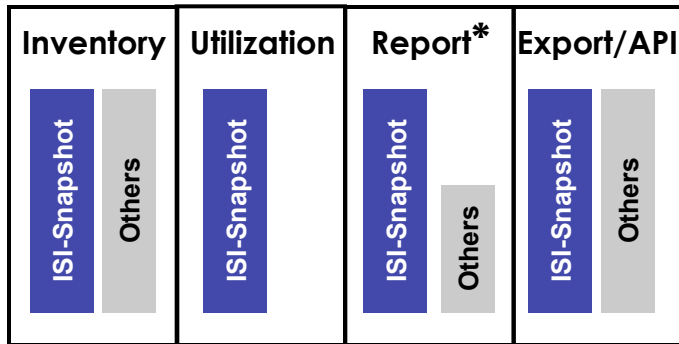 Inventory
Utilization
Report*
Export/API
ISI-Snapshot
Others
ISI-Snapshot
ISI-Snapshot
Others
ISI-Snapshot
Others